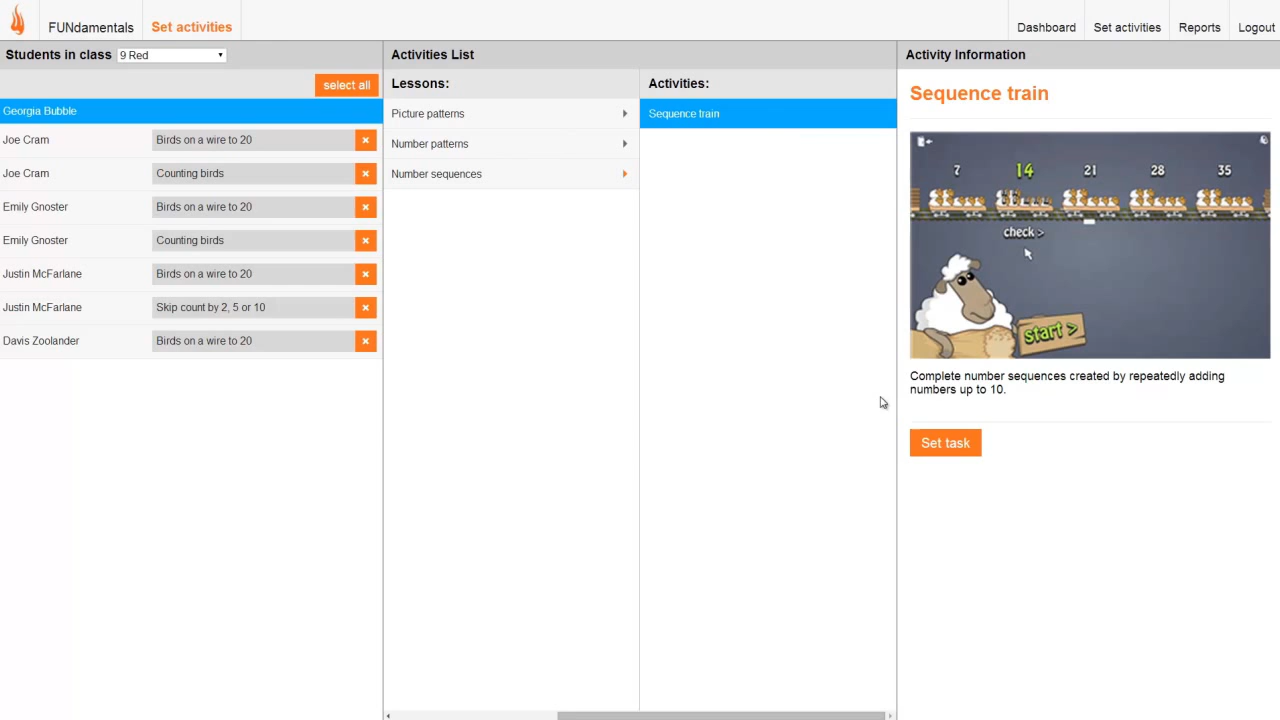 FUNdamentals
Set activities
Dashboard
Set activities
Reports
Logout
Students in class 9 Red
select all
Georgia Bubble
Joe Cram Birds on a wire to 20
Joe Cram Counting birds
Emily Gnoster Birds on a wire to 20
Emily Gnoster Counting birds
Justin McFarlane Birds on a wire to 20
Justin McFarlane Skip count by 2, 5 or 10
Davis Zoolander Birds on a wire to 20
Activities List
Lessons:
Picture patterns
Number patterns
Number sequences
Activities:
Sequence train
Activity Information
Sequence train
7 14 21 28 35
check >
start >
Complete number sequences created by repeatedly adding
numbers up to 10.
Set task